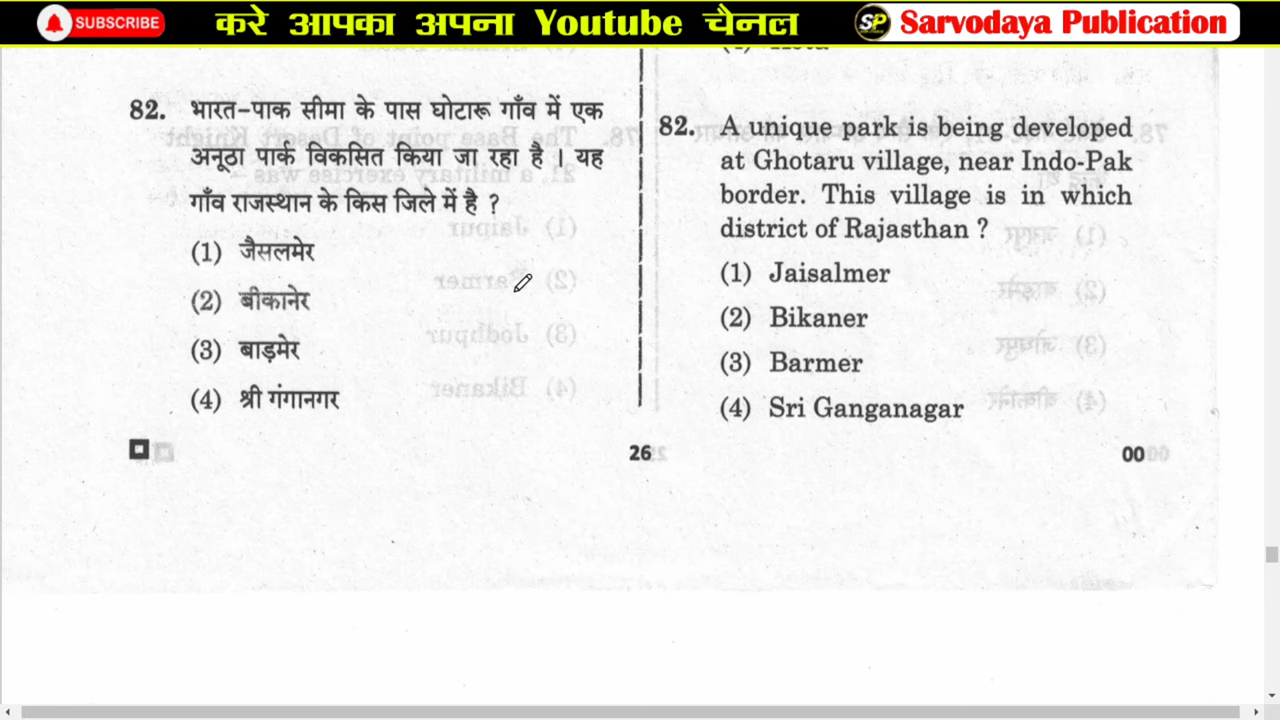 SUBSCRIBE
करे आपका अपना Youtube चैनल
SP
Sarvodaya Publication
82. भारत-पाक सीमा के पास घोटारू गाँव में एक
अनूठा पार्क विकसित किया जा रहा है । यह
गाँव राजस्थान के किस जिले में है ?
(1) जैसलमेर
(2) बीकानेर
(3) बाड़मेर
(4) श्री गंगानगर
82. A unique park is being developed
at Ghotaru village, near Indo-Pak
border. This village is in which
district of Rajasthan ?
(1) Jaisalmer
(2) Bikaner
(3) Barmer
(4) Sri Ganganagar
26
00